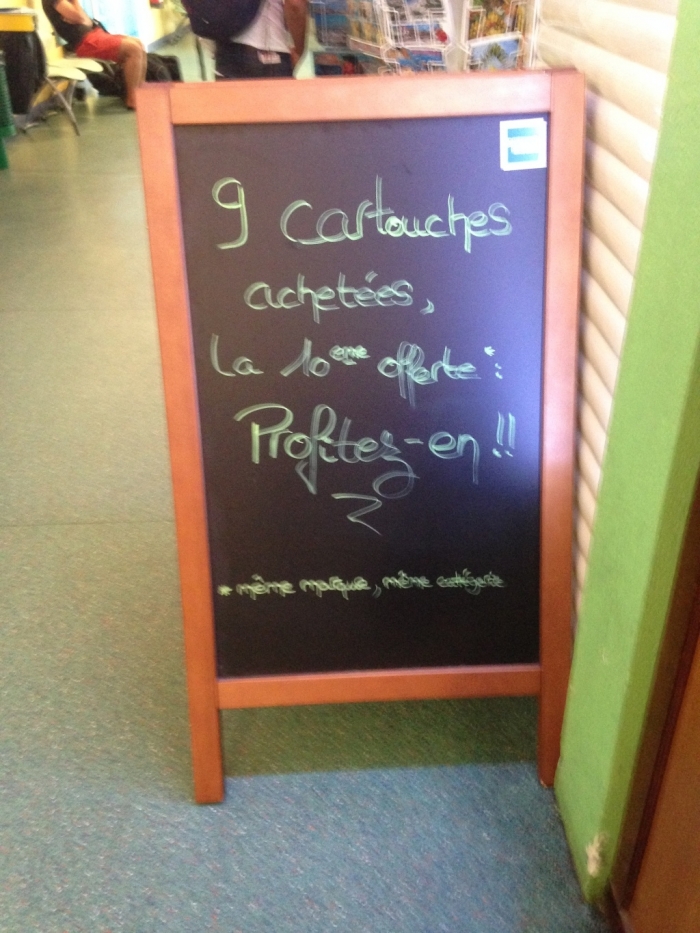 9 Cartouches
achetées,
La 10ème offerte* :
Profitez-en !!
* même marque, même catégorie